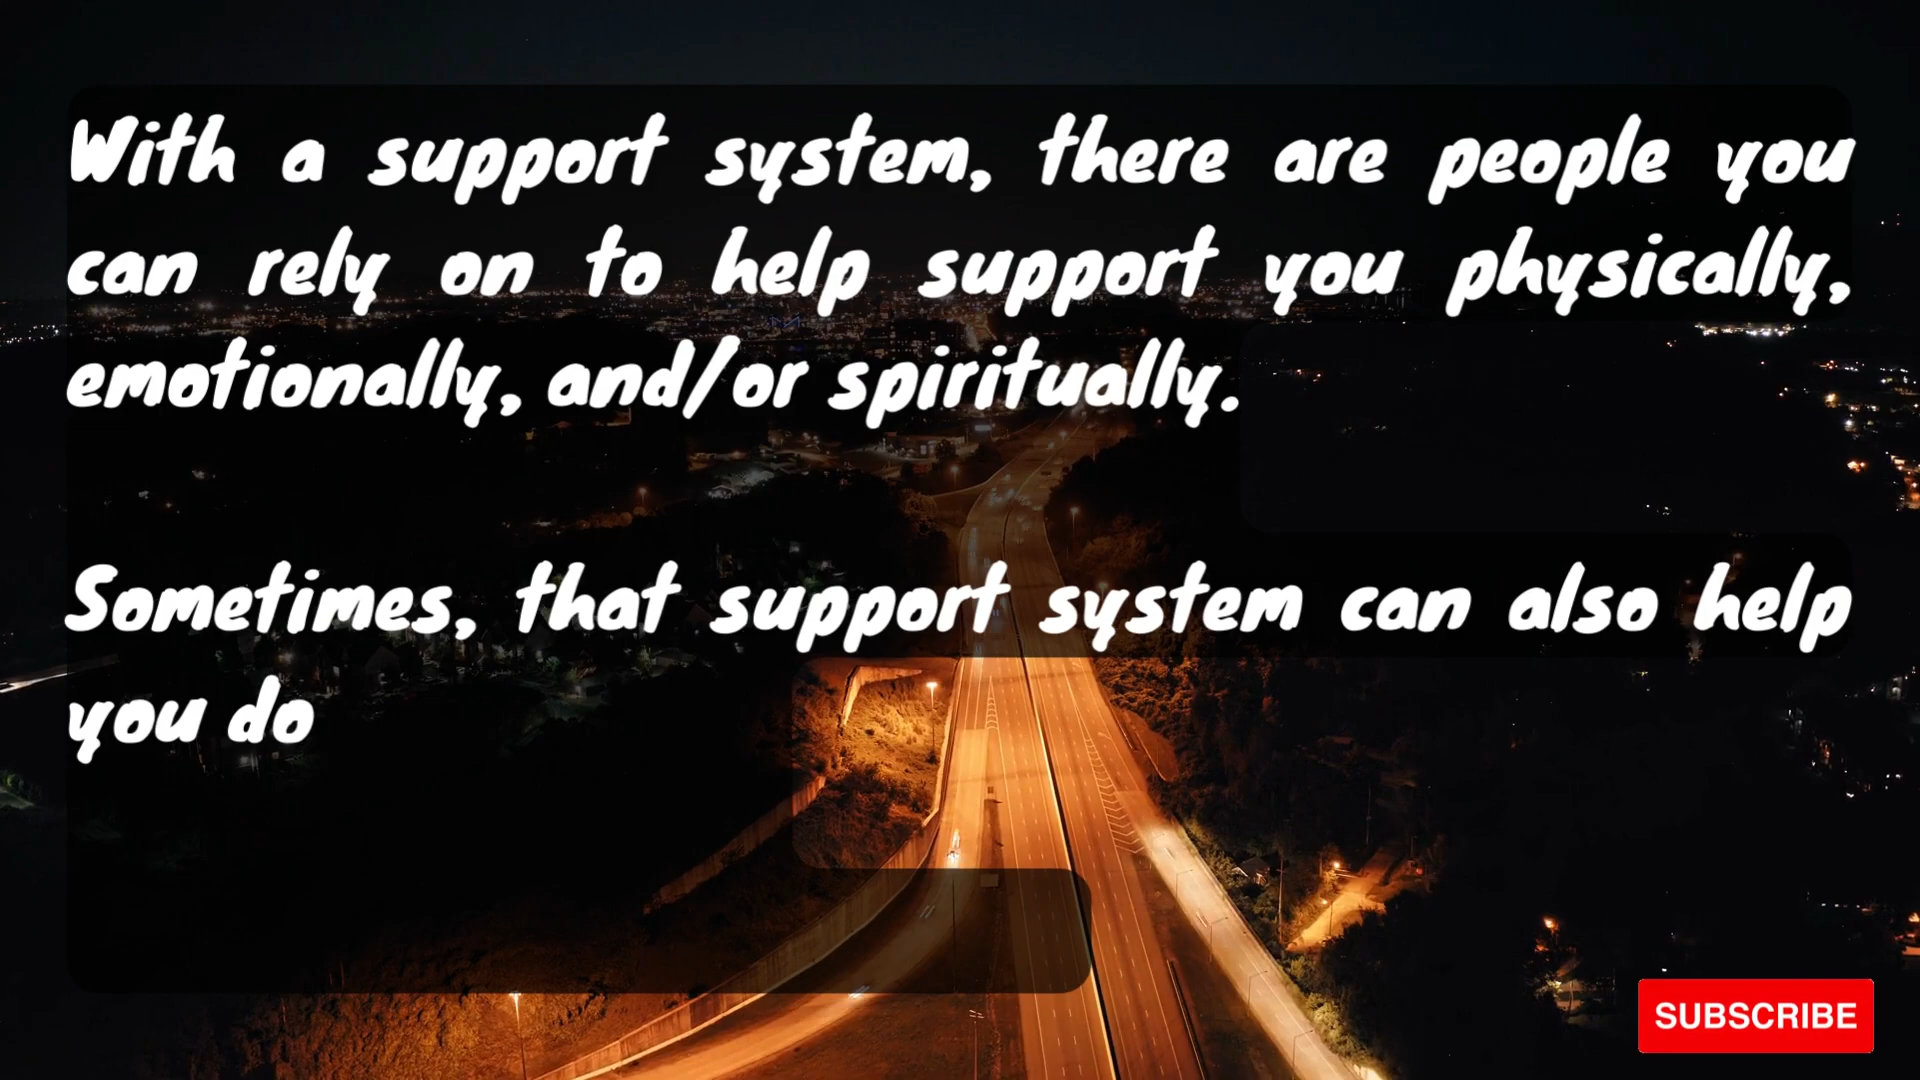 With a support system, there are people you
can rely on to help support you physically,
emotionally, and/or spiritually.
Sometimes, that support system can also help
you do
SUBSCRIBE